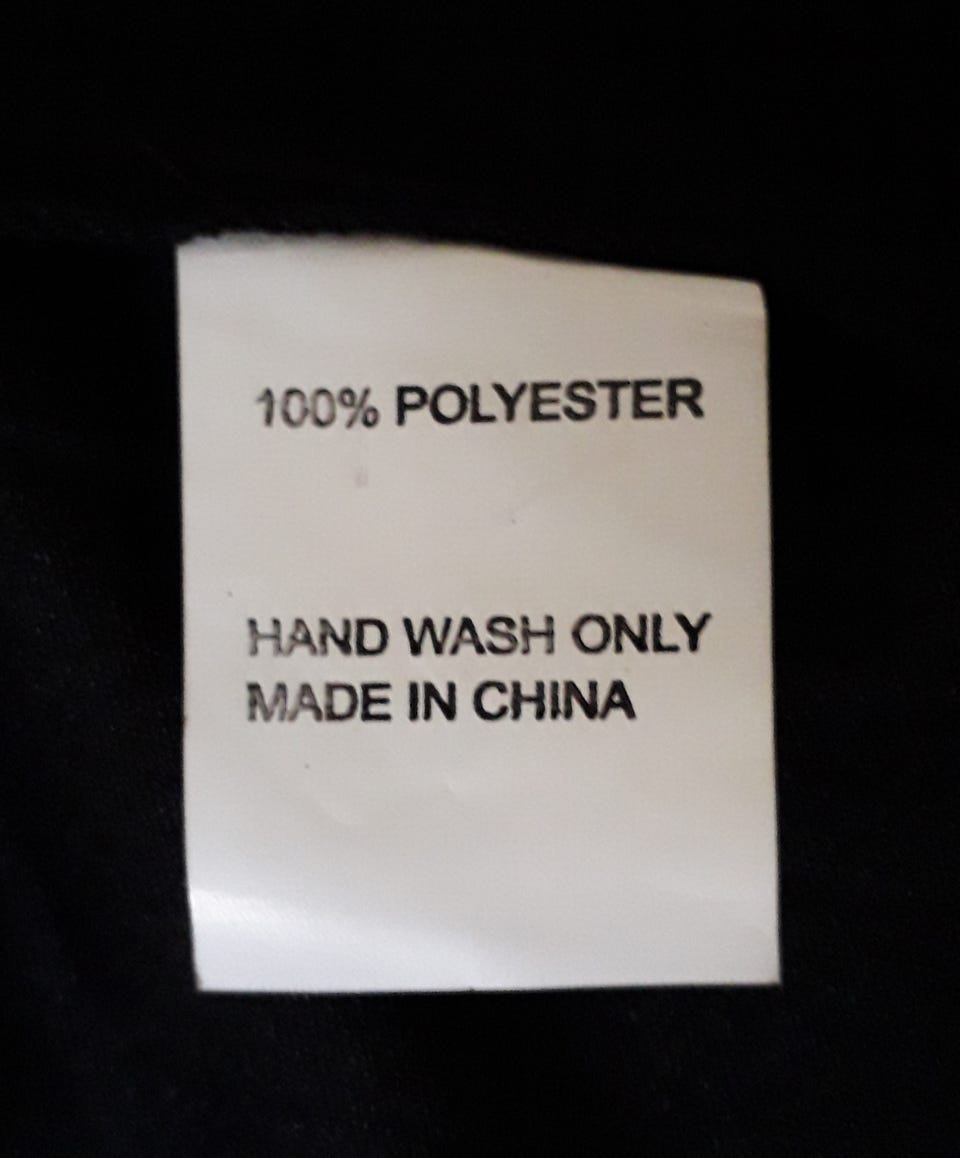 100% POLYESTER
HAND WASH ONLY
MADE IN CHINA